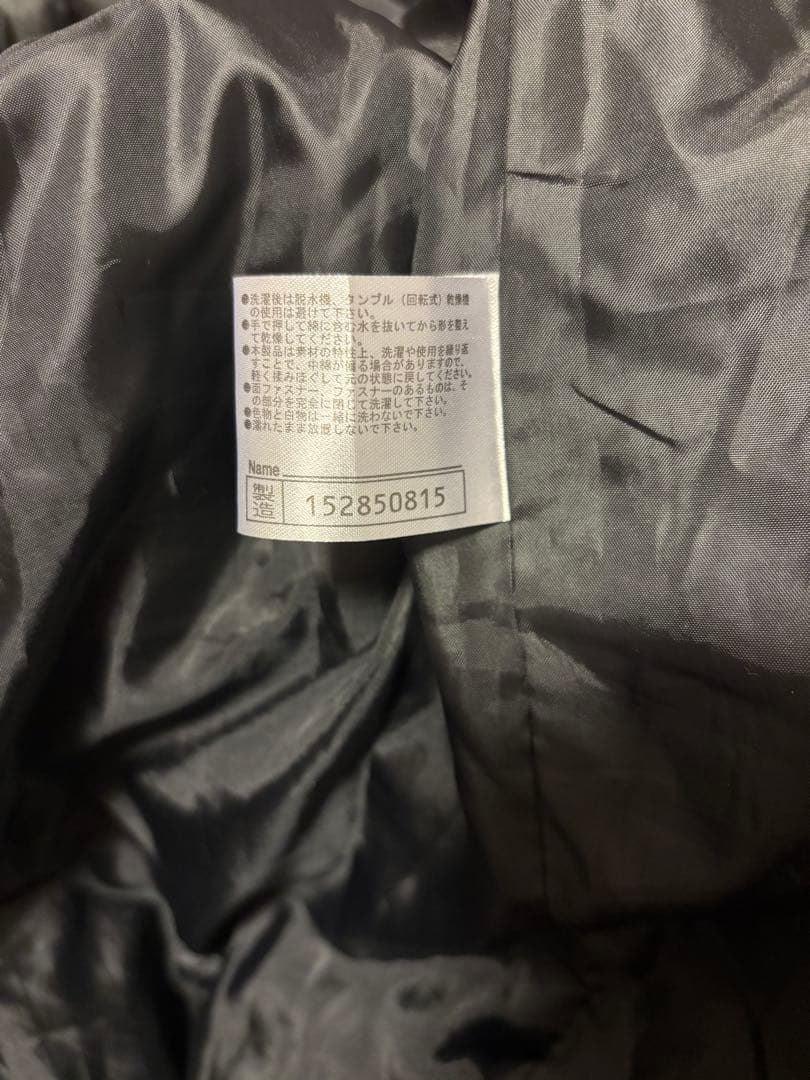 ●洗濯後は脱水機、タンブル(回転式)乾燥機
の使用は避けて下さい。
●手で押して綿に含む水を抜いてから形を整え
て乾燥してください。
●本製品は素材の特性上、洗濯や使用を繰り返
すことで、中綿が偏る場合がありますので、
軽く揉みほぐして元の状態に戻してください。
●面ファスナー、ファスナーのあるものは、そ
の部分を完全に閉じて洗濯して下さい。
●色物と白物は一緒に洗わないで下さい。
●濡れたまま放置しないで下さい。
Name
製造 152850815